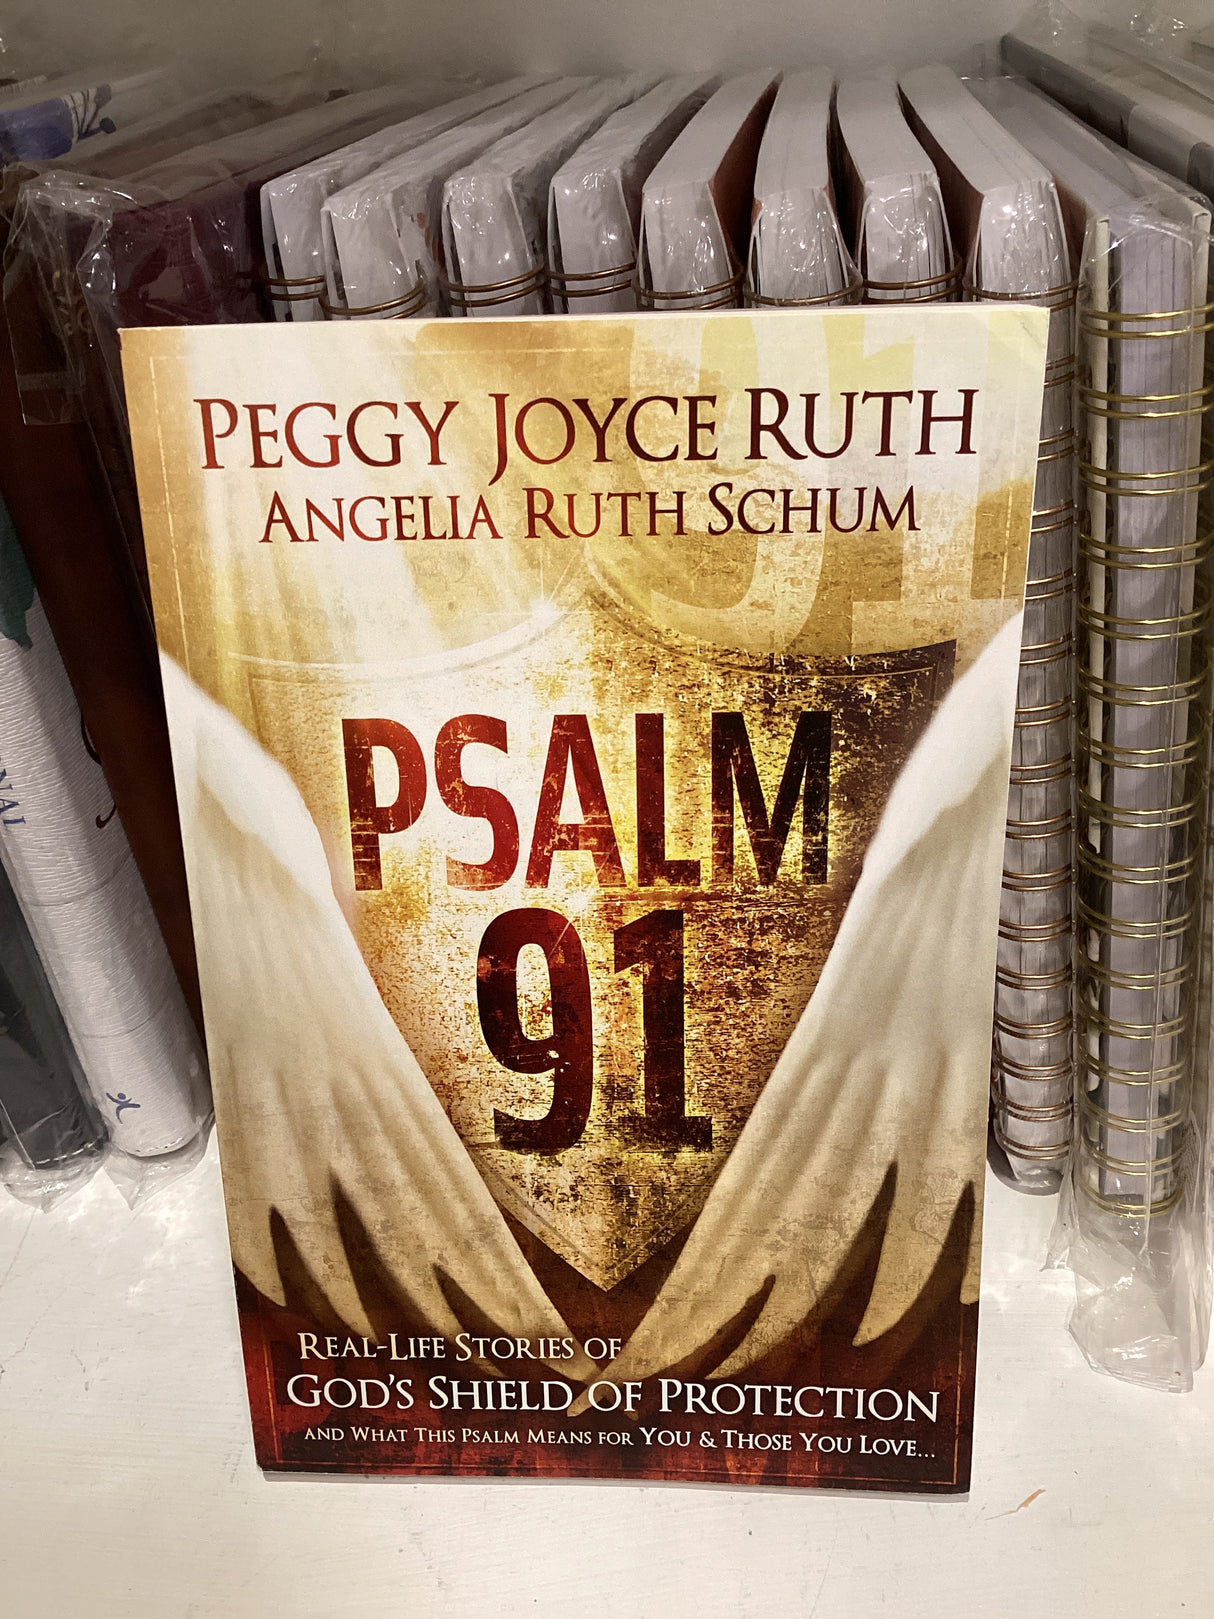 PEGGY JOYCE RUTH
ANGELIA RUTH SCHUM
91
PSALM
91
REAL-LIFE STORIES OF
GOD'S SHIELD OF PROTECTION
AND WHAT THIS PSALM MEANS FOR YOU & THOSE YOU LOVE...